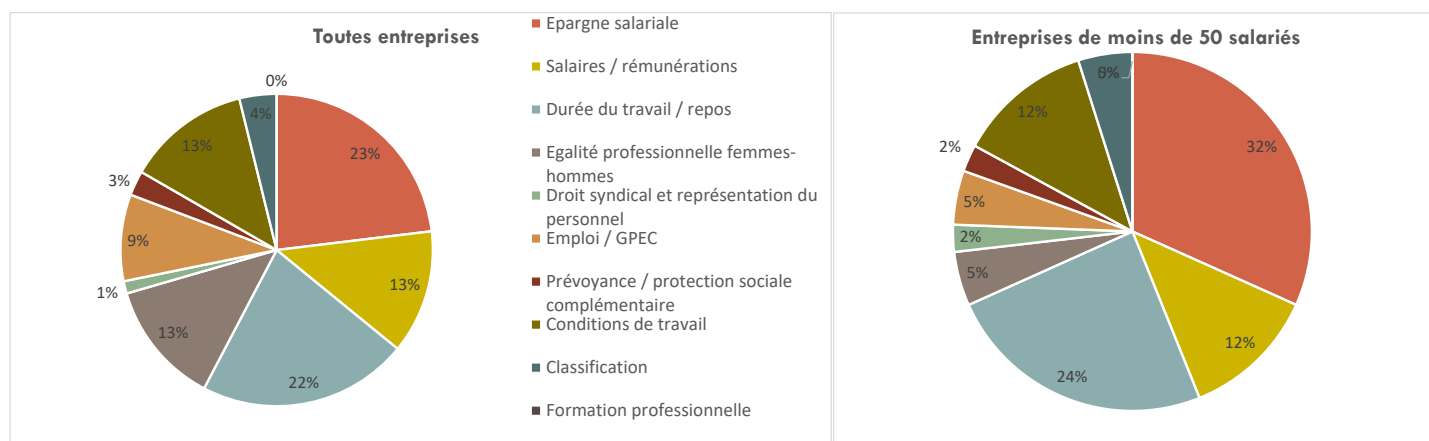 Toutes entreprises
0%
4%
23%
13%
3%
9%
13%
1%
13%
22%
Epargne salariale
Salaires / rémunérations
Durée du travail / repos
Egalité professionnelle femmes-
hommes
Droit syndical et représentation du
personnel
Emploi / GPEC
Prévoyance / protection sociale
complémentaire
Conditions de travail
Classification
Formation professionnelle
Entreprises de moins de 50 salariés
12%
32%
2%
5%
2%
5%
12%
24%